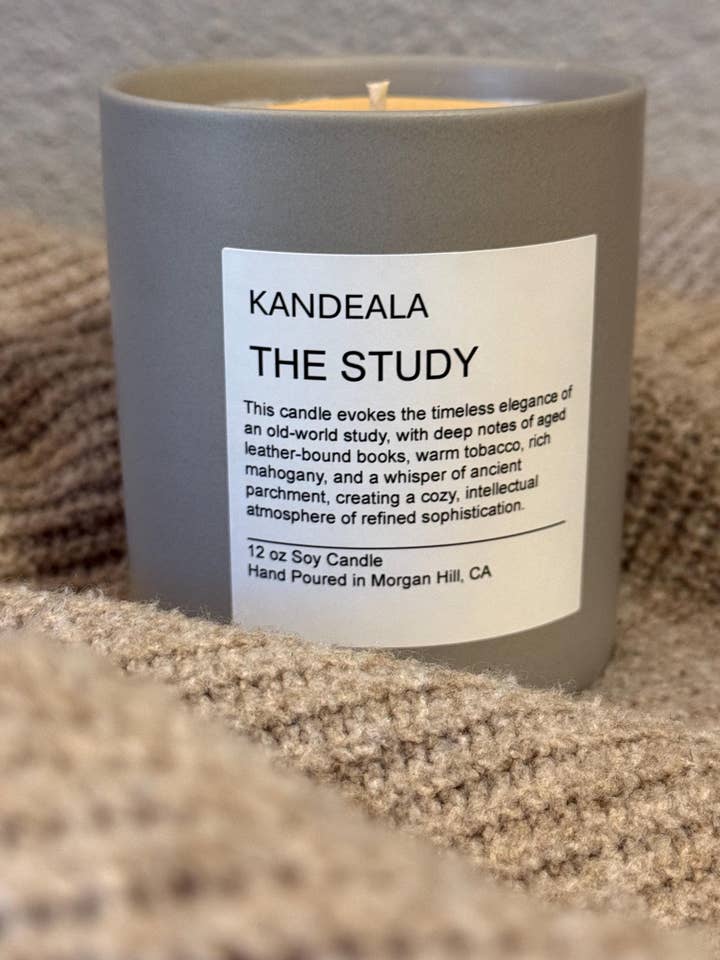 KANDEALA
THE STUDY
This candle evokes the timeless elegance of
an old-world study, with deep notes of aged
leather-bound books, warm tobacco, rich
mahogany, and a whisper of ancient
parchment, creating a cozy, intellectual
atmosphere of refined sophistication.
12 oz Soy Candle
Hand Poured in Morgan Hill, CA